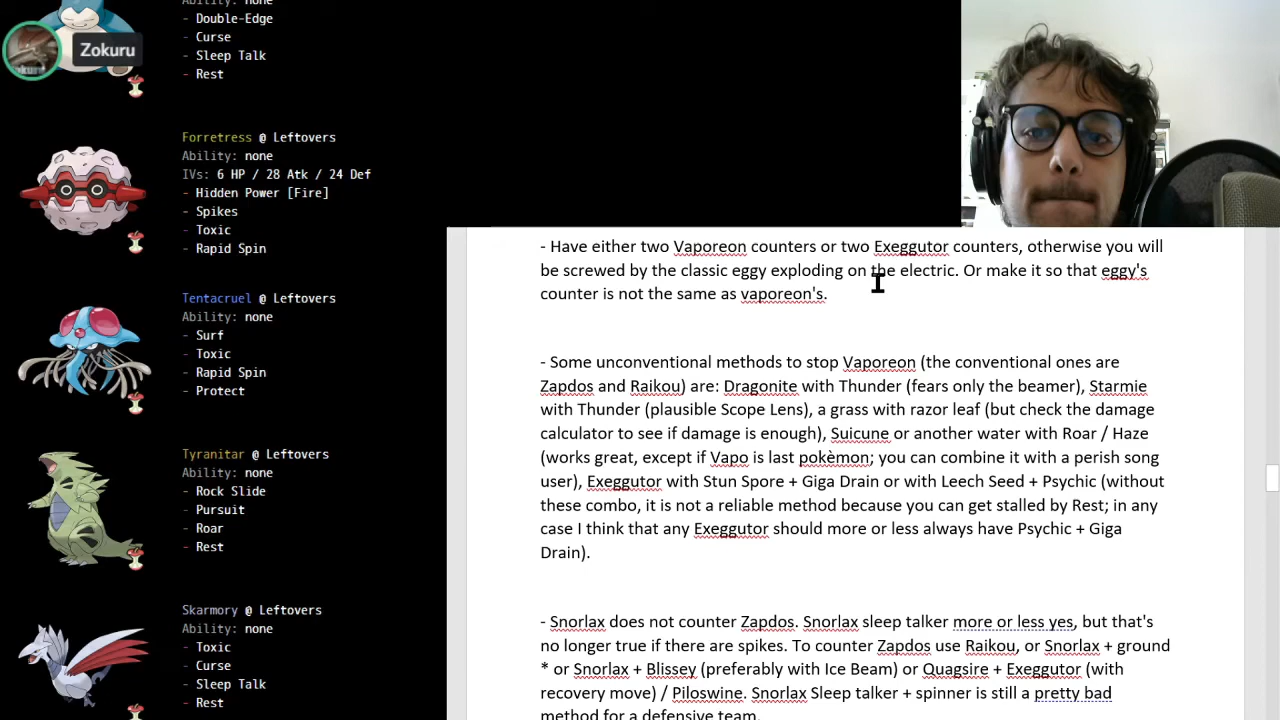 Ability: none
- Double-Edge
- Curse
- Sleep Talk
- Rest
Zokuru
Forretress @ Leftovers
Ability: none
IVs: 6 HP / 28 Atk / 24 Def
- Hidden Power [Fire]
- Spikes
- Toxic
- Rapid Spin
Tentacruel @ Leftovers
Ability: none
- Surf
- Toxic
- Rapid Spin
- Protect
Tyranitar @ Leftovers
Ability: none
- Rock Slide
- Pursuit
- Roar
- Rest
Skarmory @ Leftovers
Ability: none
- Toxic
- Curse
- Sleep Talk
- Rest
- Have either two Vaporeon counters or two Exeggutor counters, otherwise you will
be screwed by the classic eggy exploding on the electric. Or make it so that eggy's
counter is not the same as vaporeon's.
- Some unconventional methods to stop Vaporeon (the conventional ones are
Zapdos and Raikou) are: Dragonite with Thunder (fears only the beamer), Starmie
with Thunder (plausible Scope Lens), a grass with razor leaf (but check the damage
calculator to see if damage is enough), Suicune or another water with Roar / Haze
(works great, except if Vapo is last pokèmon; you can combine it with a perish song
user), Exeggutor with Stun Spore + Giga Drain or with Leech Seed + Psychic (without
these combo, it is not a reliable method because you can get stalled by Rest; in any
case I think that any Exeggutor should more or less always have Psychic + Giga
Drain).
- Snorlax does not counter Zapdos. Snorlax sleep talker more or less yes, but that's
no longer true if there are spikes. To counter Zapdos use Raikou, or Snorlax + ground
* or Snorlax + Blissey (preferably with Ice Beam) or Quagsire + Exeggutor (with
recovery move) / Piloswine. Snorlax Sleep talker + spinner is still a pretty bad
method for a defensive team.